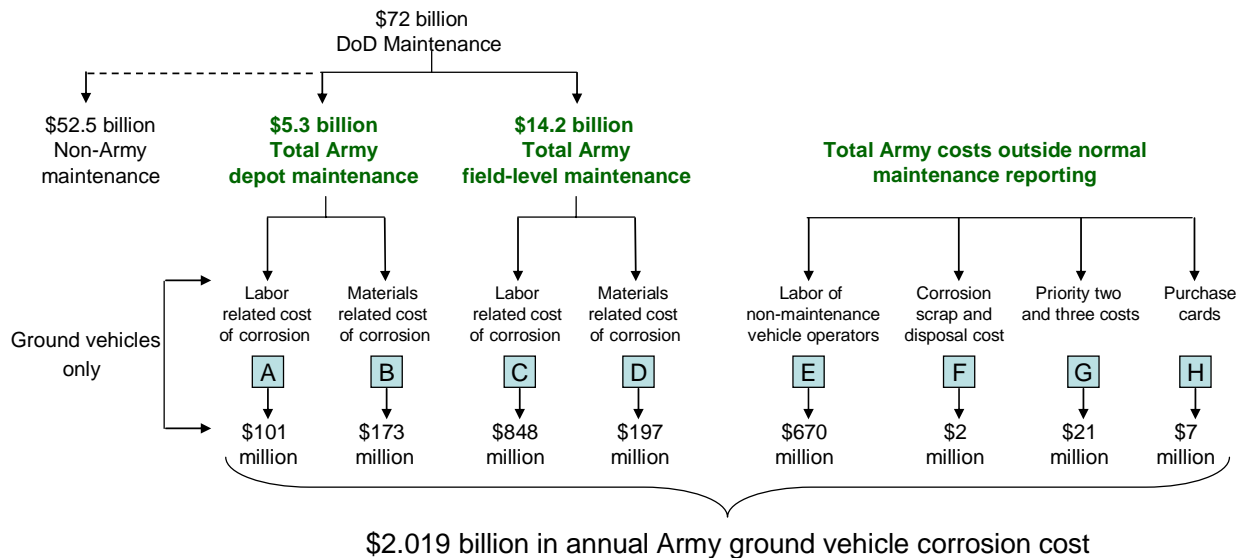 $72 billion
DoD Maintenance
$52.5 billion
Non-Army
maintenance
$5.3 billion
Total Army
depot maintenance
$14.2 billion
Total Army
field-level maintenance
Total Army costs outside normal
maintenance reporting
Ground vehicles
only
Labor
related cost
of corrosion
Materials
related cost
of corrosion
Labor
related cost
of corrosion
Materials
related cost
of corrosion
Labor of
non-maintenance
vehicle operators
Corrosion
scrap and
disposal cost
Priority two
and three costs
Purchase
cards
A
B
C
D
E
F
G
H
$101
million
$173
million
$848
million
$197
million
$670
million
$2
million
$21
million
$7
million
$2.019 billion in annual Army ground vehicle corrosion cost